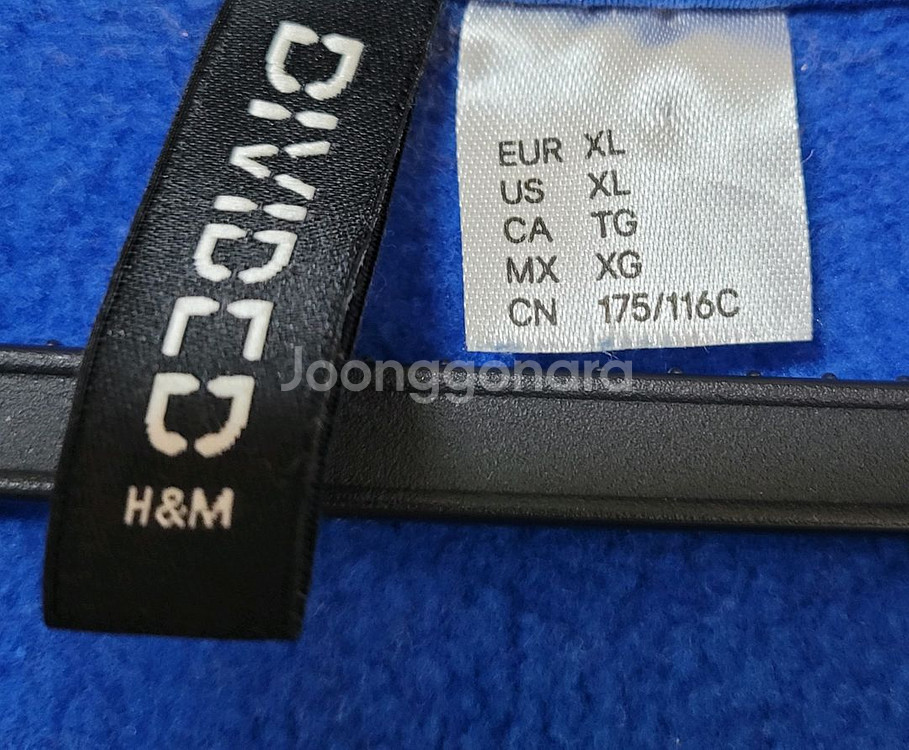 DIVIDED
H&M
EUR XL
US XL
CA TG
MX XG
CN 175/116C
Joonggonara